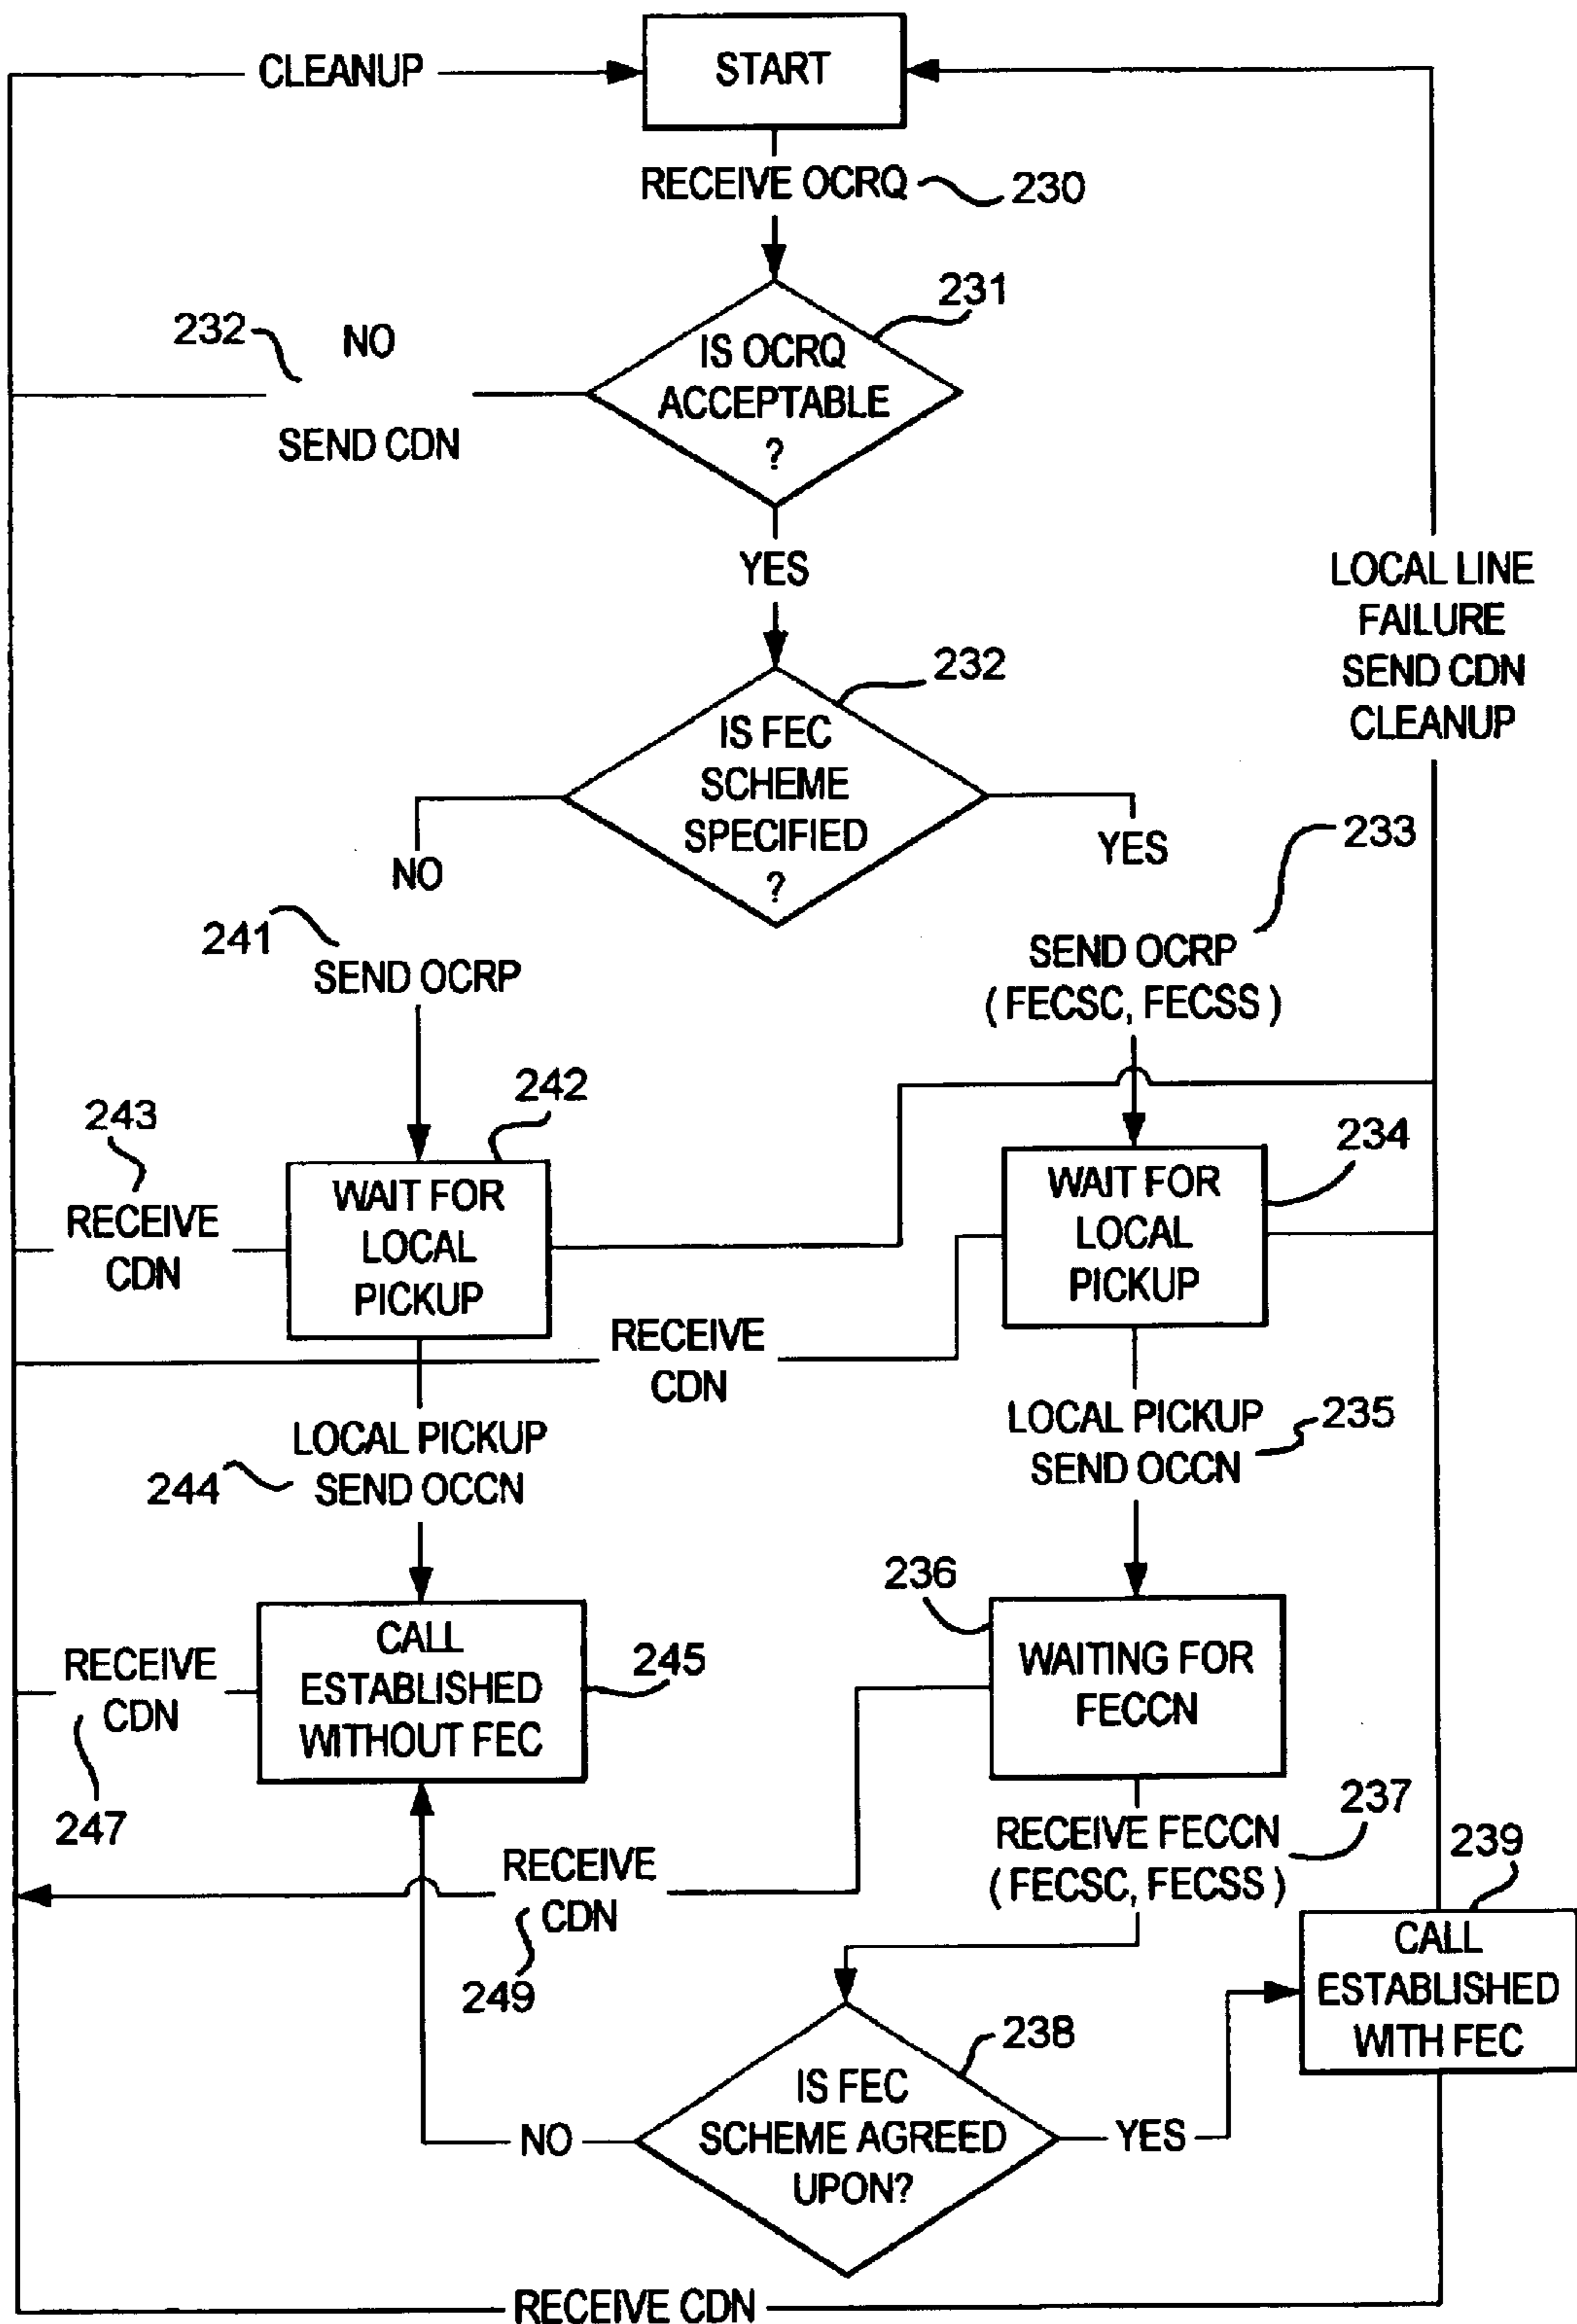 CLEANUP
START
RECEIVE OCRQ
230
231
232
NO
IS OCRQ
ACCEPTABLE
?
SEND CDN
YES
LOCAL LINE
FAILURE
SEND CDN
CLEANUP
232
IS FEC
SCHEME
SPECIFIED
?
NO
YES
233
241
SEND OCRP
SEND OCRP
( FECSC, FECSS )
242
243
234
RECEIVE
CDN
WAIT FOR
LOCAL
PICKUP
WAIT FOR
LOCAL
PICKUP
RECEIVE
CDN
LOCAL PICKUP
SEND OCCN
244
LOCAL PICKUP
SEND OCCN
235
236
CALL
ESTABLISHED
WITHOUT FEC
245
RECEIVE
CDN
247
WAITING FOR
FECCN
RECEIVE FECCN
( FECSC, FECSS )
237
239
RECEIVE
CDN
249
CALL
ESTABLISHED
WITH FEC
238
IS FEC
SCHEME AGREED
UPON?
NO
YES
RECEIVE CDN